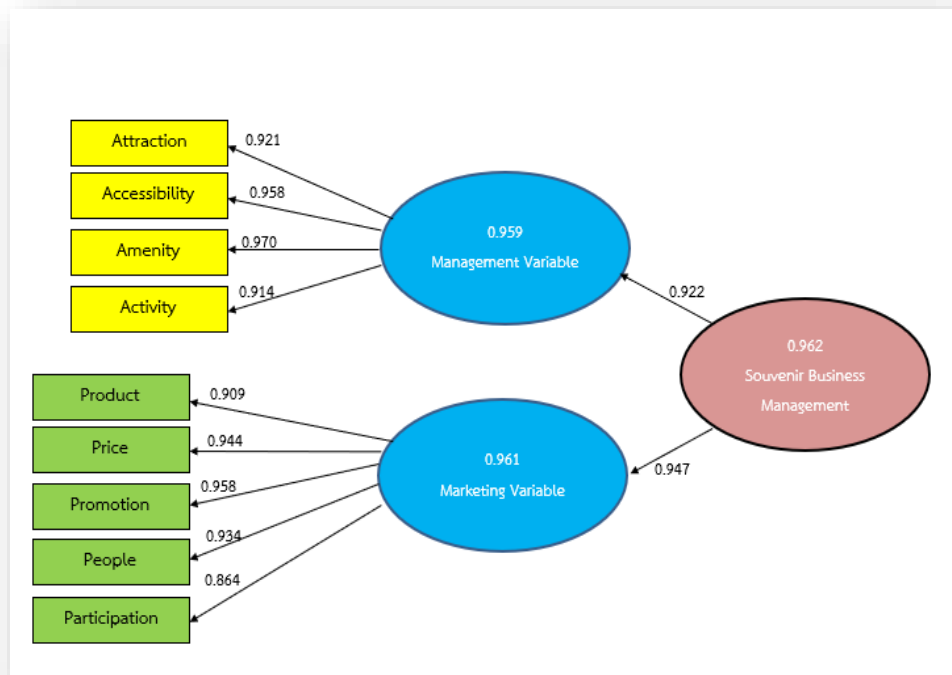 Attraction
0.921
Accessibility
0.958
Amenity
0.970
Activity
0.914
0.959
Management Variable
0.922
0.962
Souvenir Business
Management
Product
0.909
Price
0.944
Promotion
0.958
People
0.934
Participation
0.864
0.961
Marketing Variable
0.947